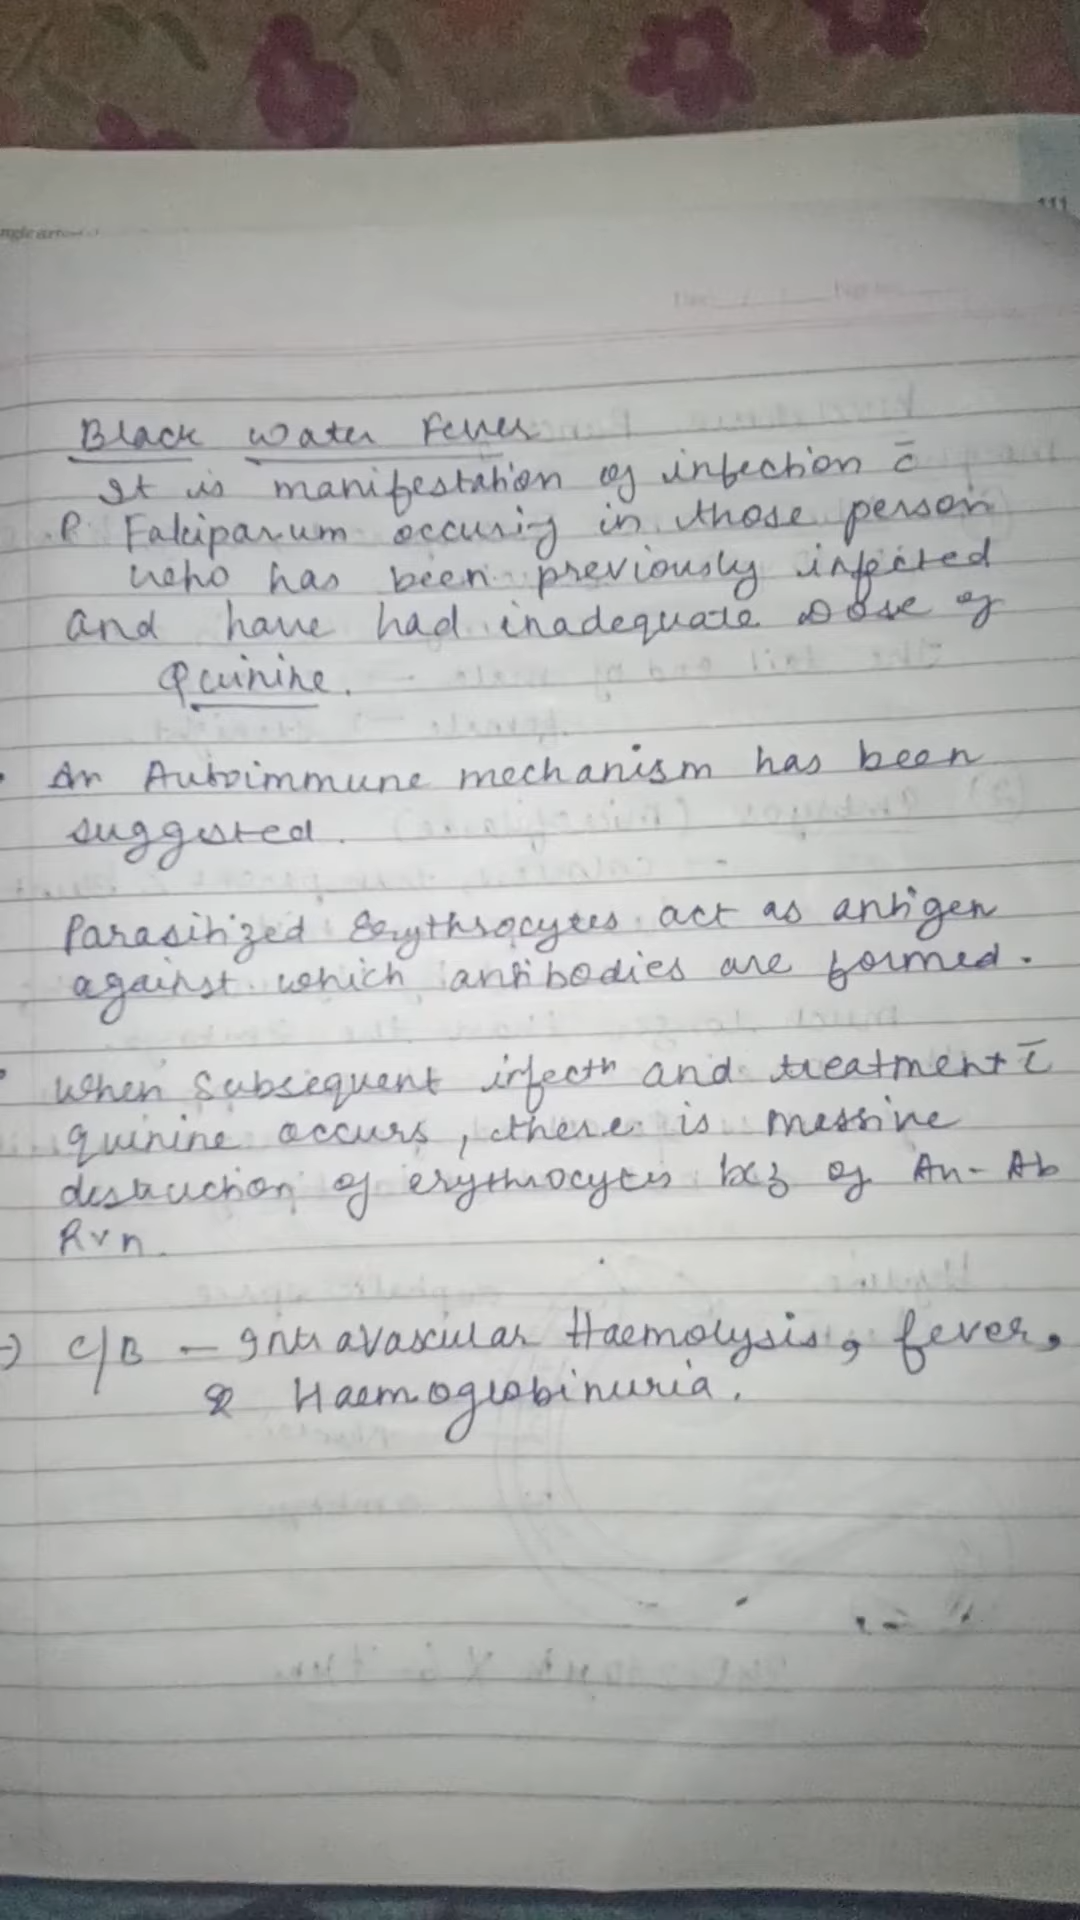 Black water Fever
It is manifestation of infection c̄
P. Falciparum occuring in those person
who has been previously infected
and have had inadequate Dose of
Quinine.
An Autoimmune mechanism has been
suggested.
Parasitized Erythrocytes act as antigen
against which antibodies are formed.
when subsequent infectn and treatment c̄
quinine occurs, there is massive
destruction of erythrocytes bcz of An-Ab
Rxn.
→) C/B - Intravascular Haemolysis, fever,
& Haemoglobinuria.